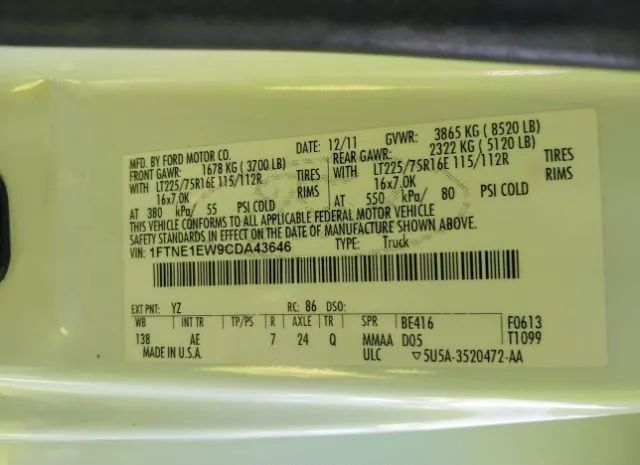 MFD. BY FORD MOTOR CO. DATE: 12/11 GVWR: 3865 KG ( 8520 LB)
FRONT GAWR: 1678 KG ( 3700 LB) REAR GAWR: 2322 KG ( 5120 LB)
WITH LT225/75R16E 115/112R TIRES WITH LT225/75R16E 115/112R TIRES
16x7.0K RIMS 16x7.0K RIMS
AT 380 kPa/ 55 PSI COLD AT 550 kPa/ 80 PSI COLD
THIS VEHICLE CONFORMS TO ALL APPLICABLE FEDERAL MOTOR VEHICLE
SAFETY STANDARDS IN EFFECT ON THE DATE OF MANUFACTURE SHOWN ABOVE.
VIN: 1FTNE1EW9CDA43646 TYPE: Truck
EXT PNT: YZ RC: 86 DSO:
WB INT TR TP/PS R AXLE TR SPR BE416 F0613
138 AE 7 24 Q MMAA D05 T1099
MADE IN U.S.A. ULC ▽5U5A-3520472-AA